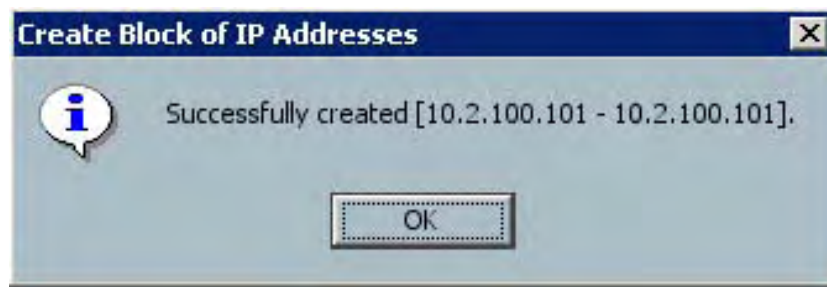 Create Block of IP Addresses
Successfully created [10.2.100.101 - 10.2.100.101].
OK